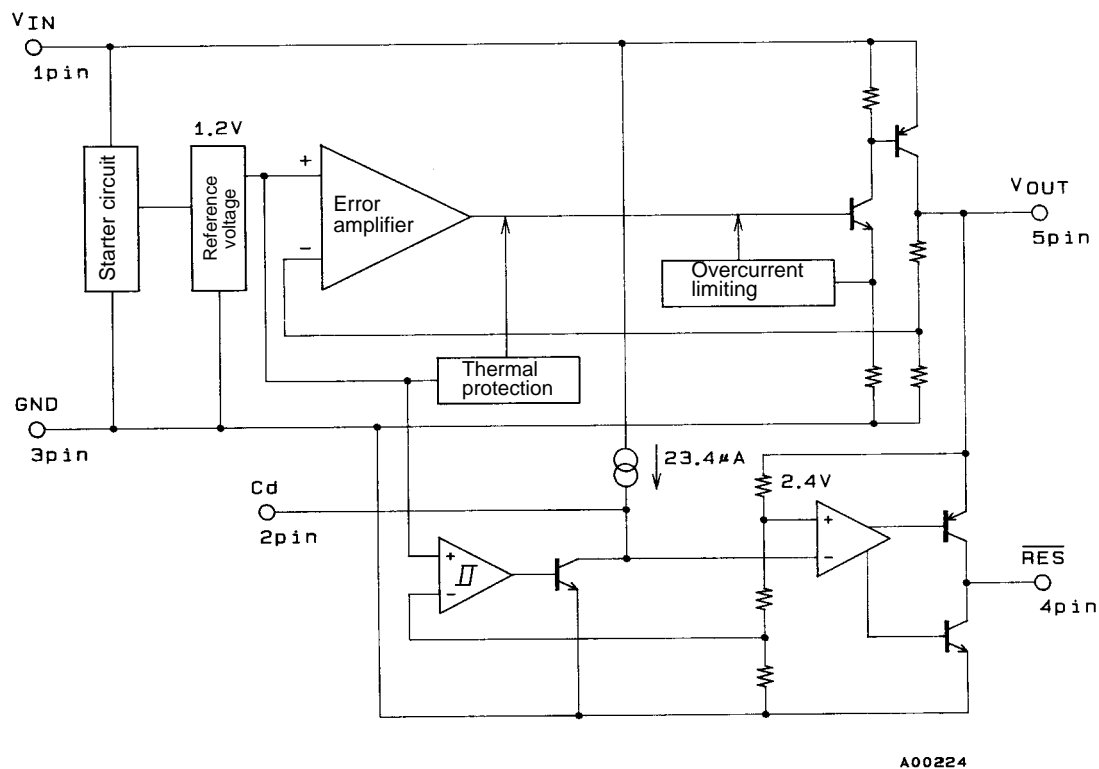 VIN
1pin
1.2V
Starter circuit
Reference
voltage
+
−
Error
amplifier
VOUT
5pin
Overcurrent
limiting
Thermal
protection
GND
3pin
23.4μA
Cd
2pin
2.4V
+
−
+
−
RES
4pin
A00224